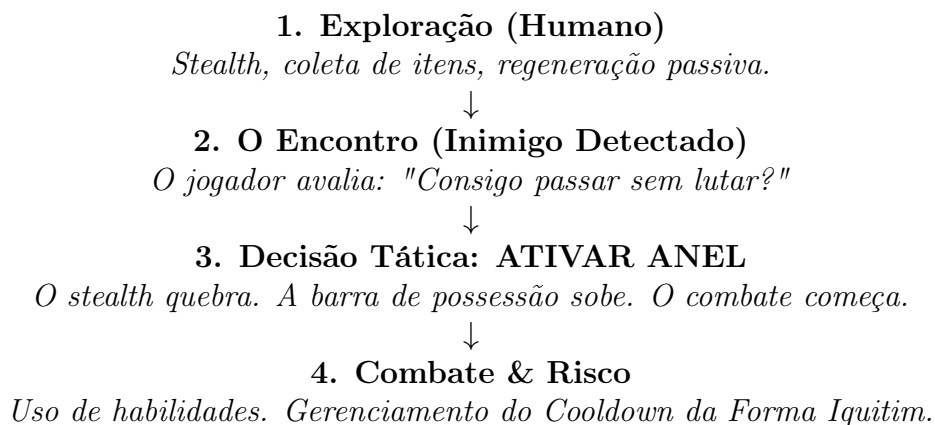 1. Exploração (Humano)
Stealth, coleta de itens, regeneração passiva.
↓
2. O Encontro (Inimigo Detectado)
O jogador avalia: "Consigo passar sem lutar?"
↓
3. Decisão Tática: ATIVAR ANEL
O stealth quebra. A barra de possessão sobe. O combate começa.
↓
4. Combate & Risco
Uso de habilidades. Gerenciamento do Cooldown da Forma Iquitim.